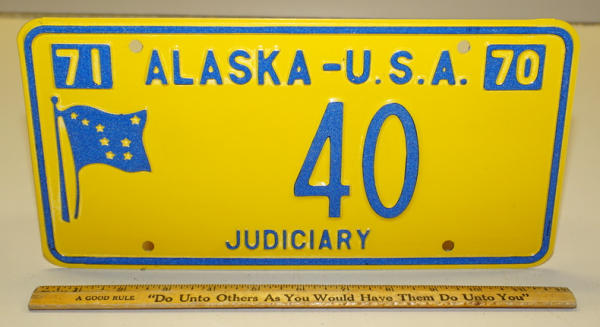 71 ALASKA-U.S.A. 70
40
JUDICIARY
A GOOD RULE "Do Unto Others As You Would Have Them Do Unto You"